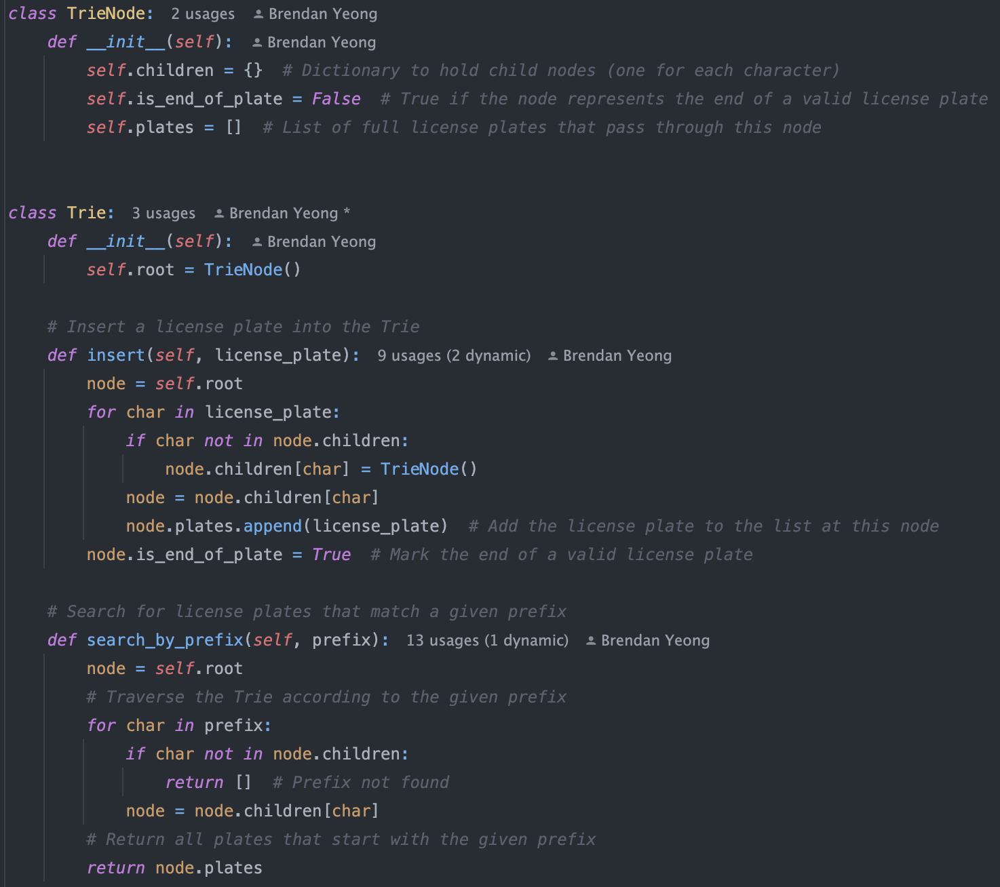 class TrieNode:  2 usages  Brendan Yeong
    def __init__(self):  Brendan Yeong
        self.children = {}  # Dictionary to hold child nodes (one for each character)
        self.is_end_of_plate = False  # True if the node represents the end of a valid license plate
        self.plates = []  # List of full license plates that pass through this node
class Trie:  3 usages  Brendan Yeong *
    def __init__(self):  Brendan Yeong
        self.root = TrieNode()
    # Insert a license plate into the Trie
    def insert(self, license_plate):  9 usages (2 dynamic)  Brendan Yeong
        node = self.root
        for char in license_plate:
            if char not in node.children:
                node.children[char] = TrieNode()
            node = node.children[char]
            node.plates.append(license_plate)  # Add the license plate to the list at this node
        node.is_end_of_plate = True  # Mark the end of a valid license plate
    # Search for license plates that match a given prefix
    def search_by_prefix(self, prefix):  13 usages (1 dynamic)  Brendan Yeong
        node = self.root
        # Traverse the Trie according to the given prefix
        for char in prefix:
            if char not in node.children:
                return []  # Prefix not found
            node = node.children[char]
        # Return all plates that start with the given prefix
        return node.plates